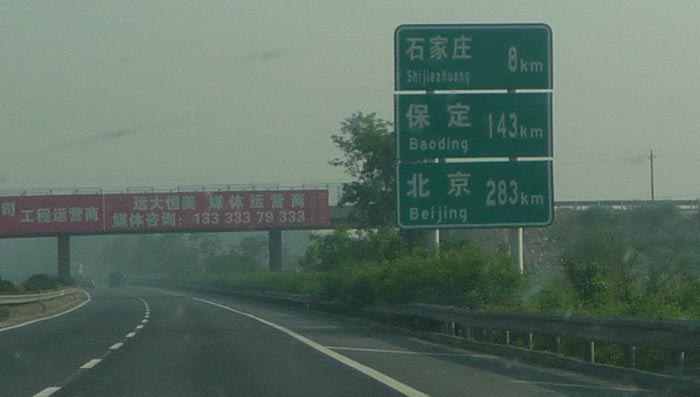 石家庄 8km
Shijiazhuang
保定 143km
Baoding
北京 283km
Beijing
司 工程运营商
远大恒美 媒体运营商
媒体咨询：133 333 79 333